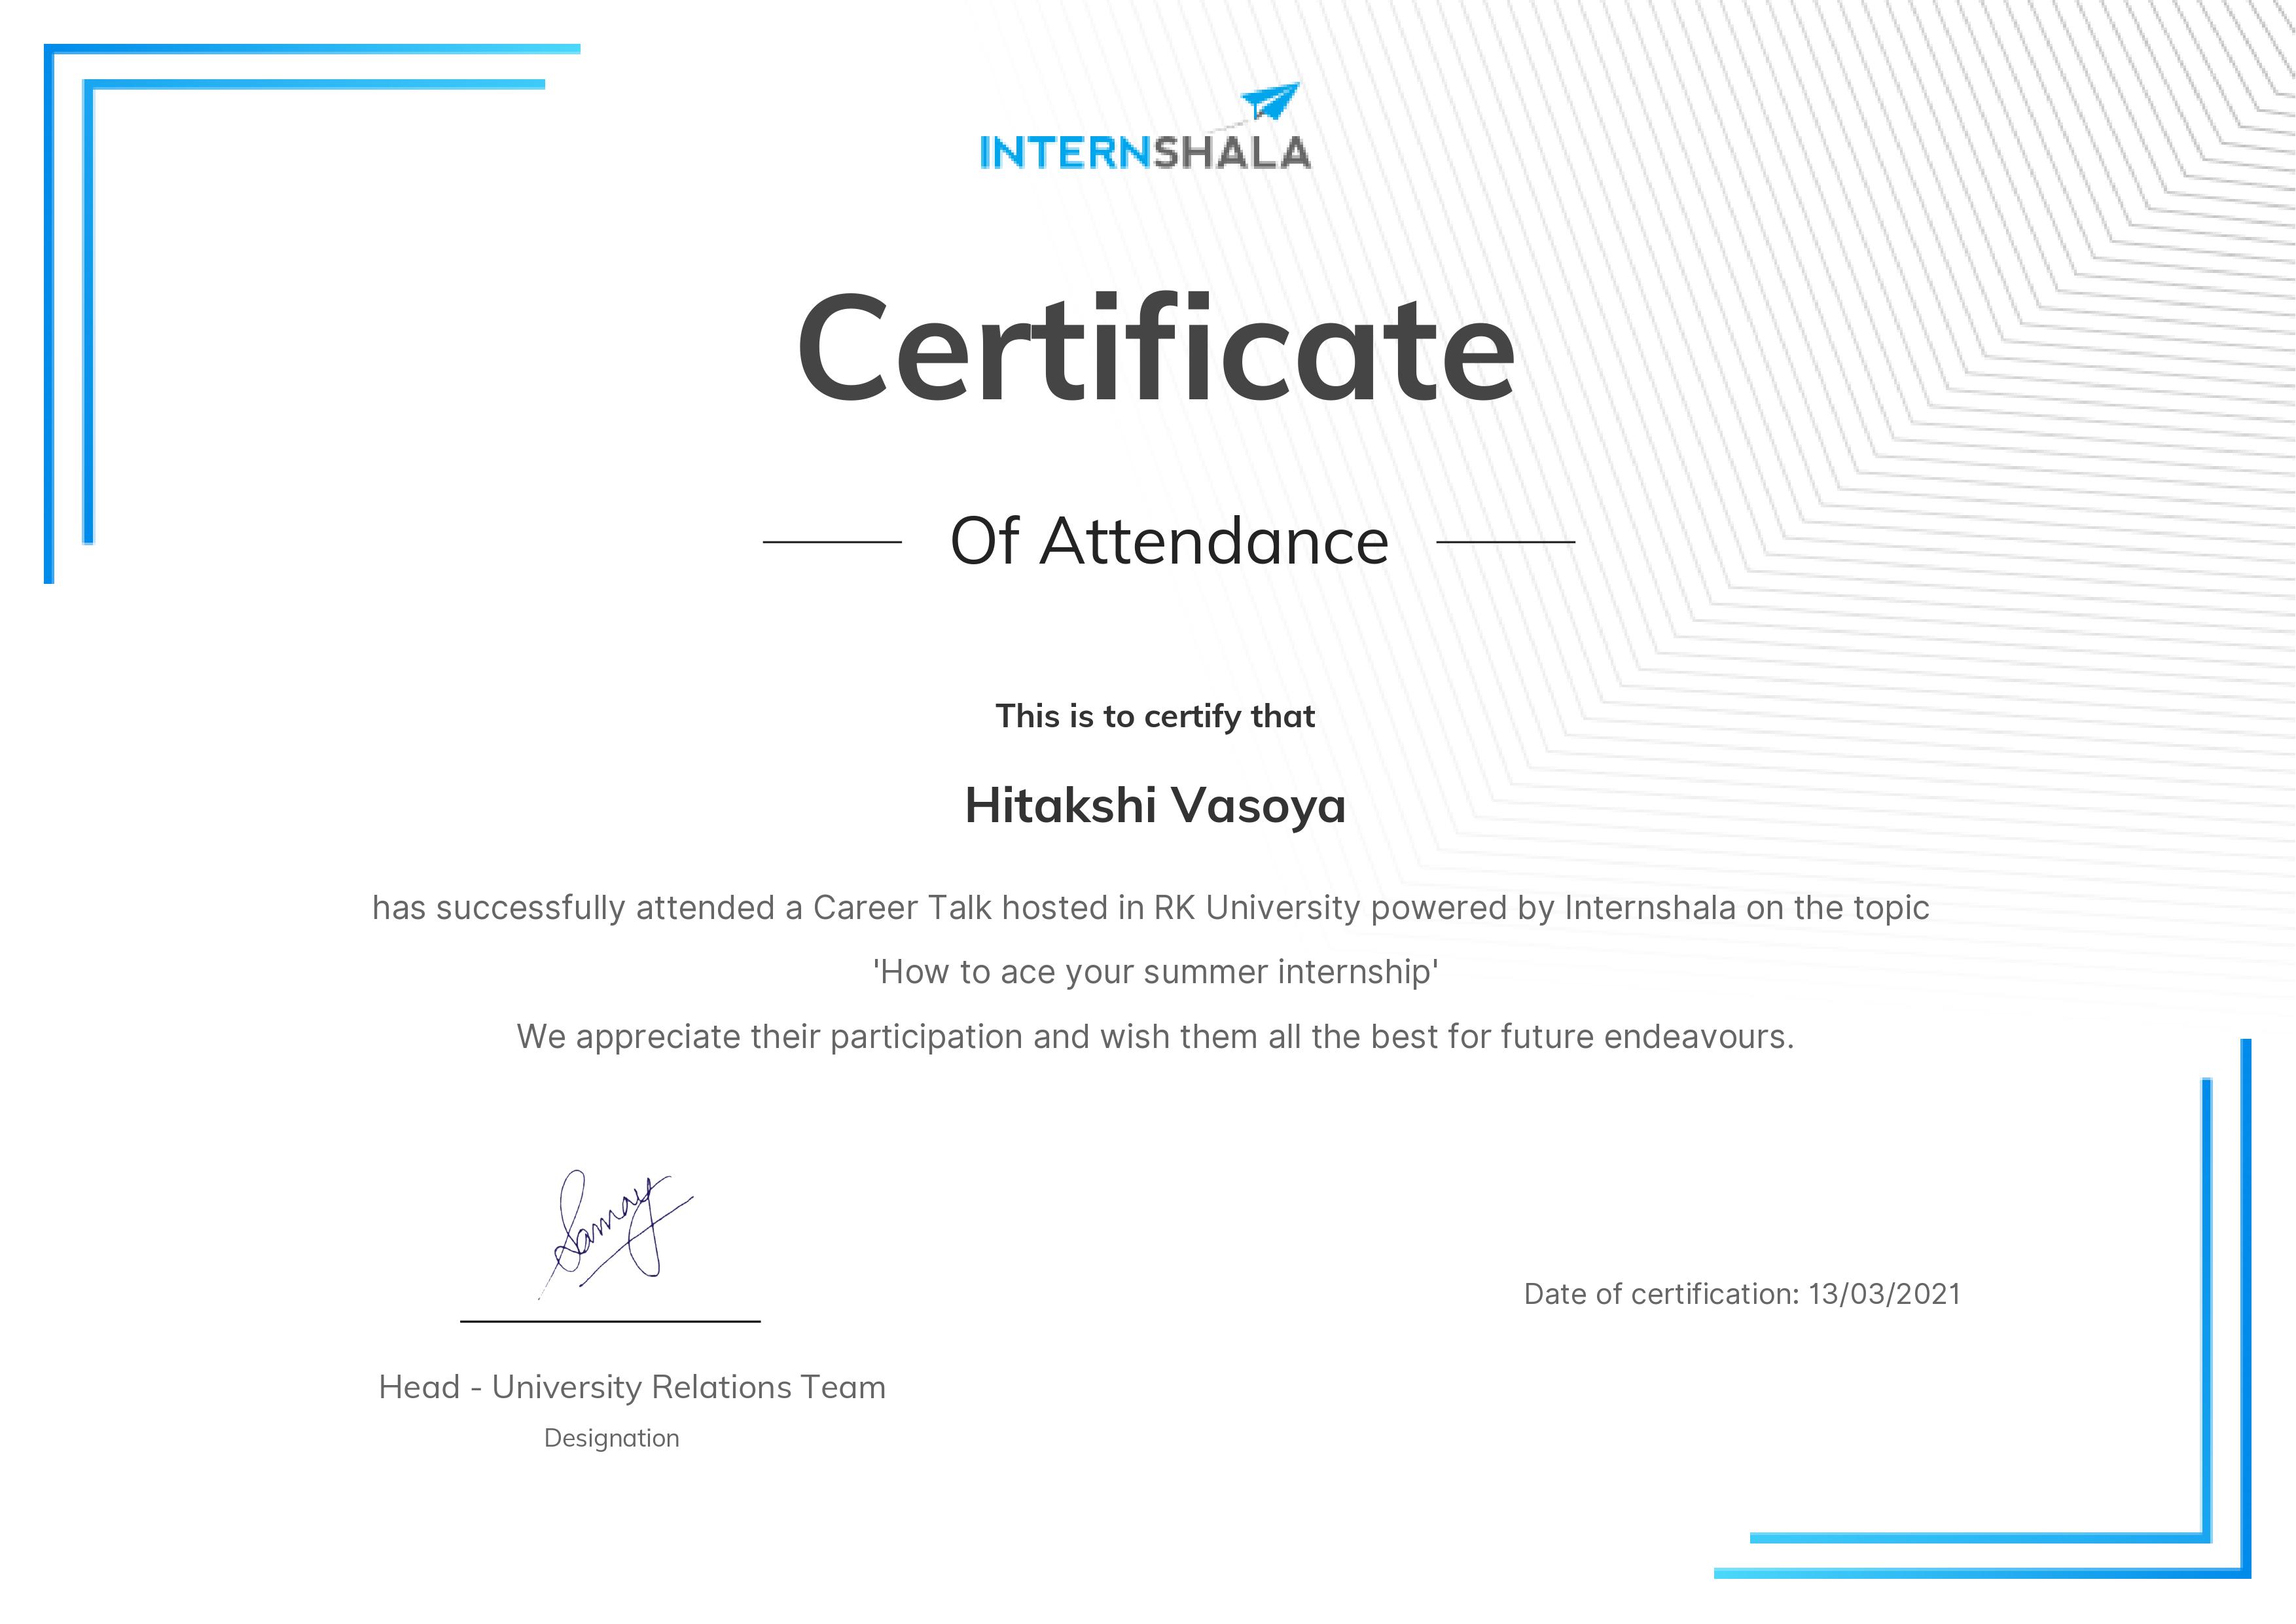 INTERNSHALA
Certificate
Of Attendance
This is to certify that
Hitakshi Vasoya
has successfully attended a Career Talk hosted in RK University powered by Internshala on the topic
'How to ace your summer internship'
We appreciate their participation and wish them all the best for future endeavours.
Samay
Date of certification: 13/03/2021
Head - University Relations Team
Designation